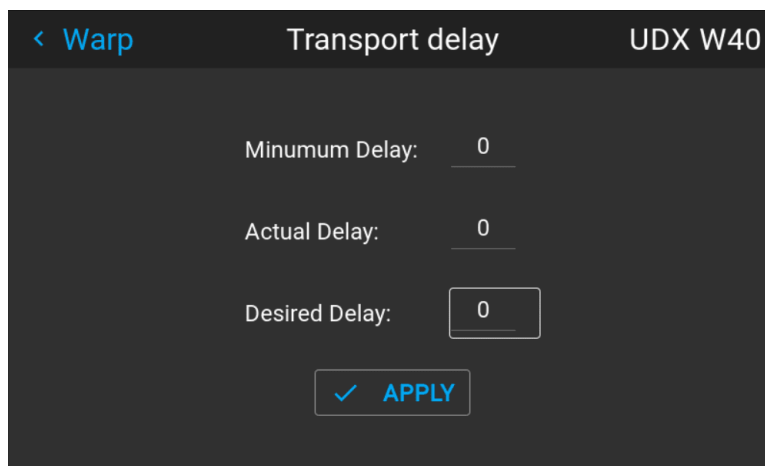 Warp Transport delay UDX W40
Minumum Delay: 0
Actual Delay: 0
Desired Delay: 0
APPLY